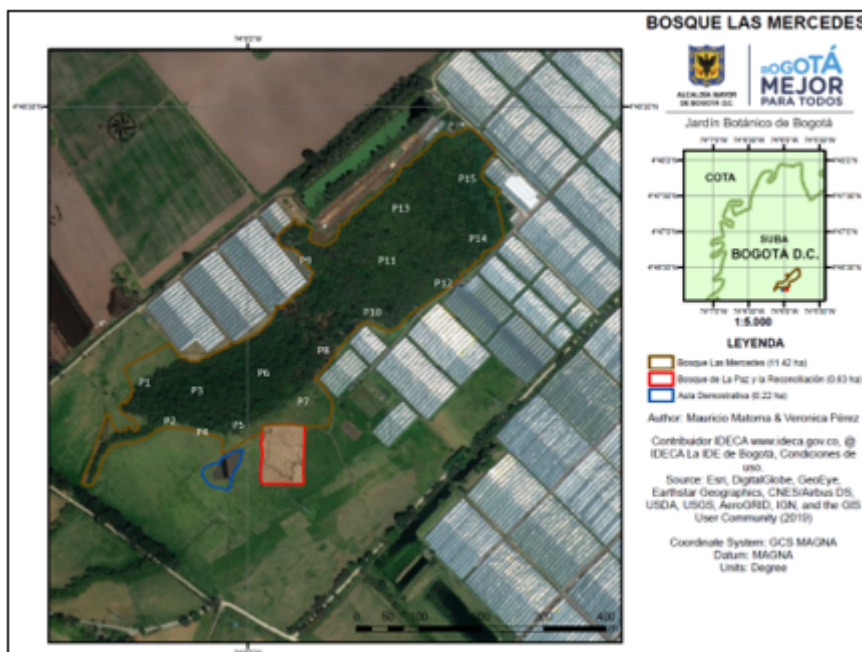 BOSQUE LAS MERCEDES
ALCALDÍA MAYOR
DE BOGOTÁ D.C.
BOGOTÁ
MEJOR
PARA TODOS
Jardín Botánico de Bogotá
COTA
SUBA
BOGOTÁ D.C.
1:5.000
LEYENDA
Bosque Las Mercedes (11.42 ha)
Bosque de La Paz y la Reconciliación (0.63 ha)
Aula Demostrativa (0.22 ha)
Author: Mauricio Matoma & Veronica Pérez
Contribuidor IDECA www.ideca.gov.co, @
IDECA La IDE de Bogotá, Condiciones de
uso.
Source: Esri, DigitalGlobe, GeoEye,
Earthstar Geographics, CNES/Airbus DS,
USDA, USGS, AeroGRID, IGN, and the GIS
User Community (2019)
Coordinate System: GCS MAGNA
Datum: MAGNA
Units: Degree
P15
P13
P14
P9
P11
P12
P10
P8
P6
P1
P3
P7
P2
P5
P4
0 50 100 200 300 400